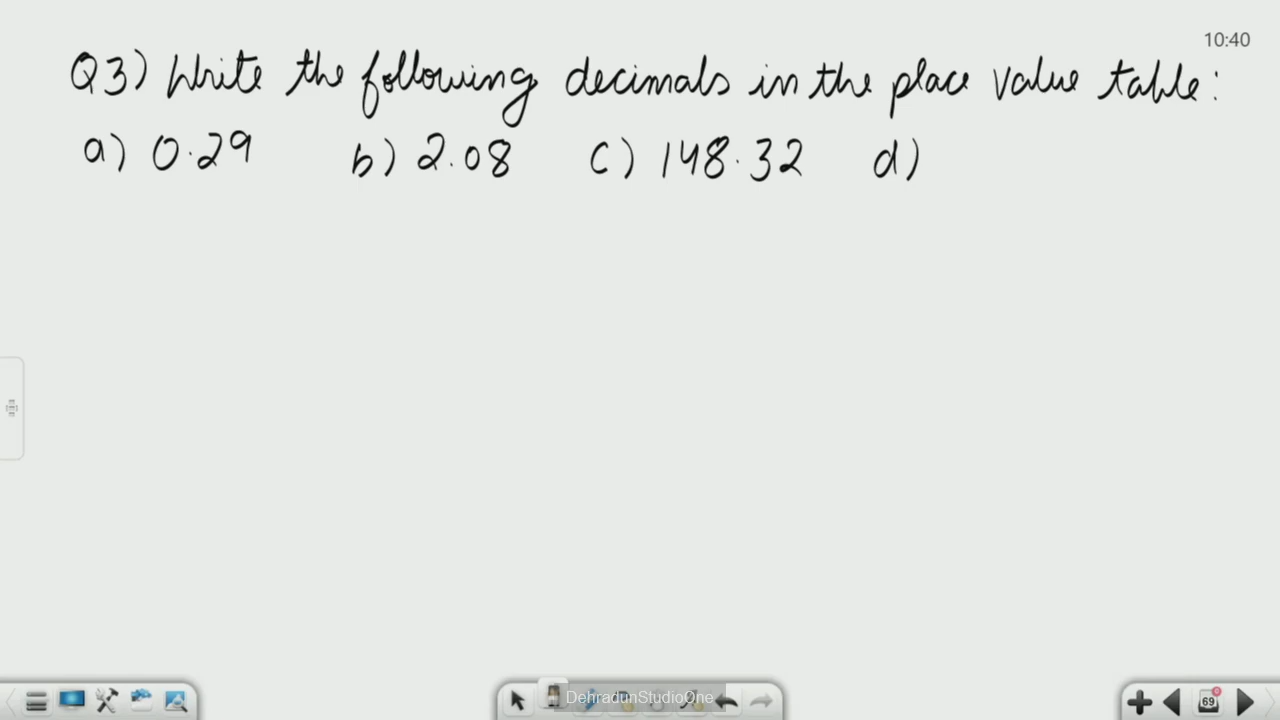 10:40
Q3) Write the following decimals in the place value table:
a) 0.29 b) 2.08 c) 148.32 d)
DehradunStudioOne
69